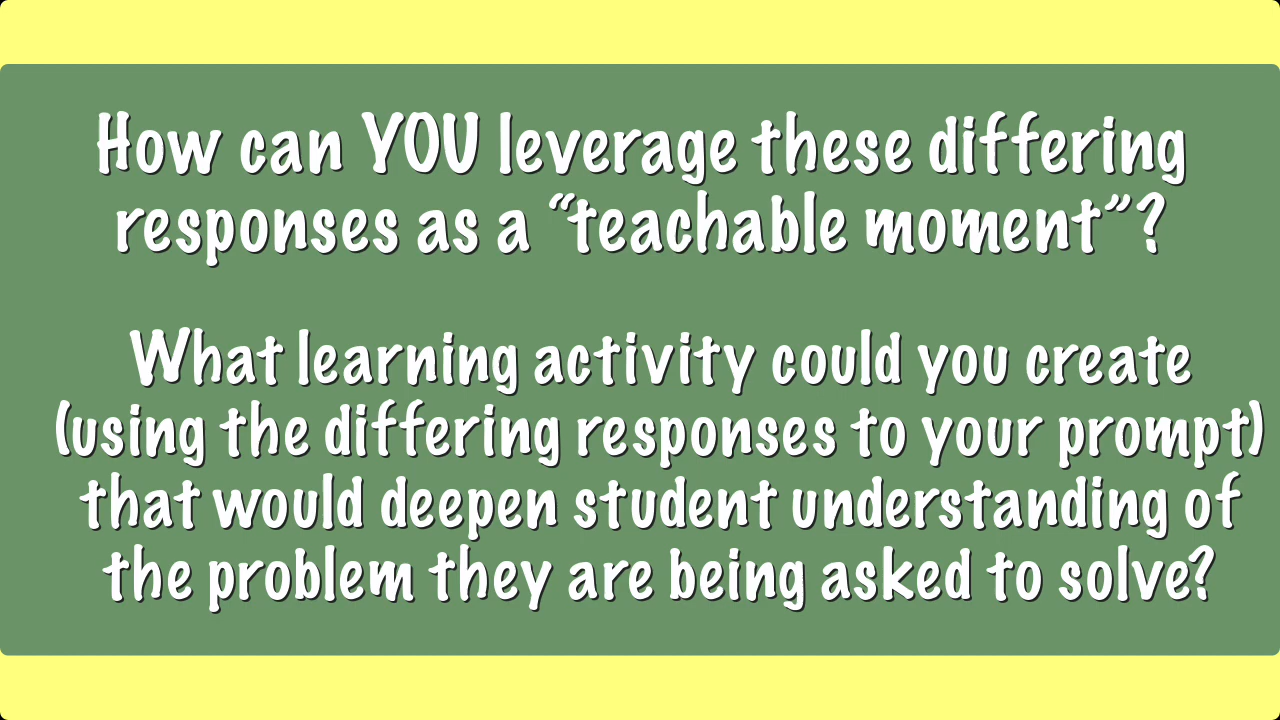 How can YOU leverage these differing
responses as a “teachable moment”?
What learning activity could you create
(using the differing responses to your prompt)
that would deepen student understanding of
the problem they are being asked to solve?